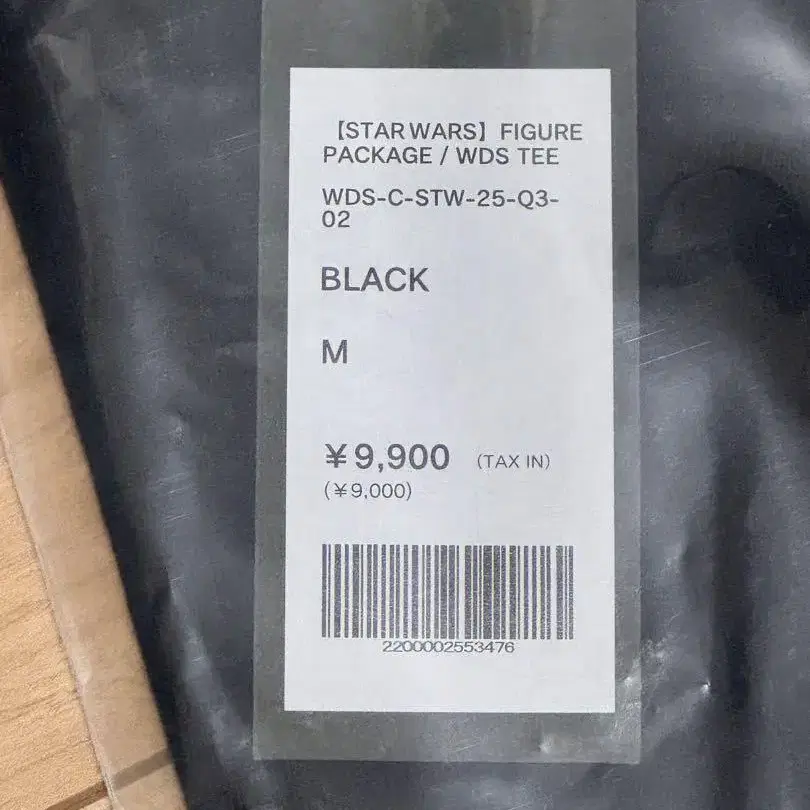 【STAR WARS】FIGURE
PACKAGE / WDS TEE
WDS-C-STW-25-Q3-
02
BLACK
M
¥9,900 (TAX IN)
(¥9,000)
2200002553476